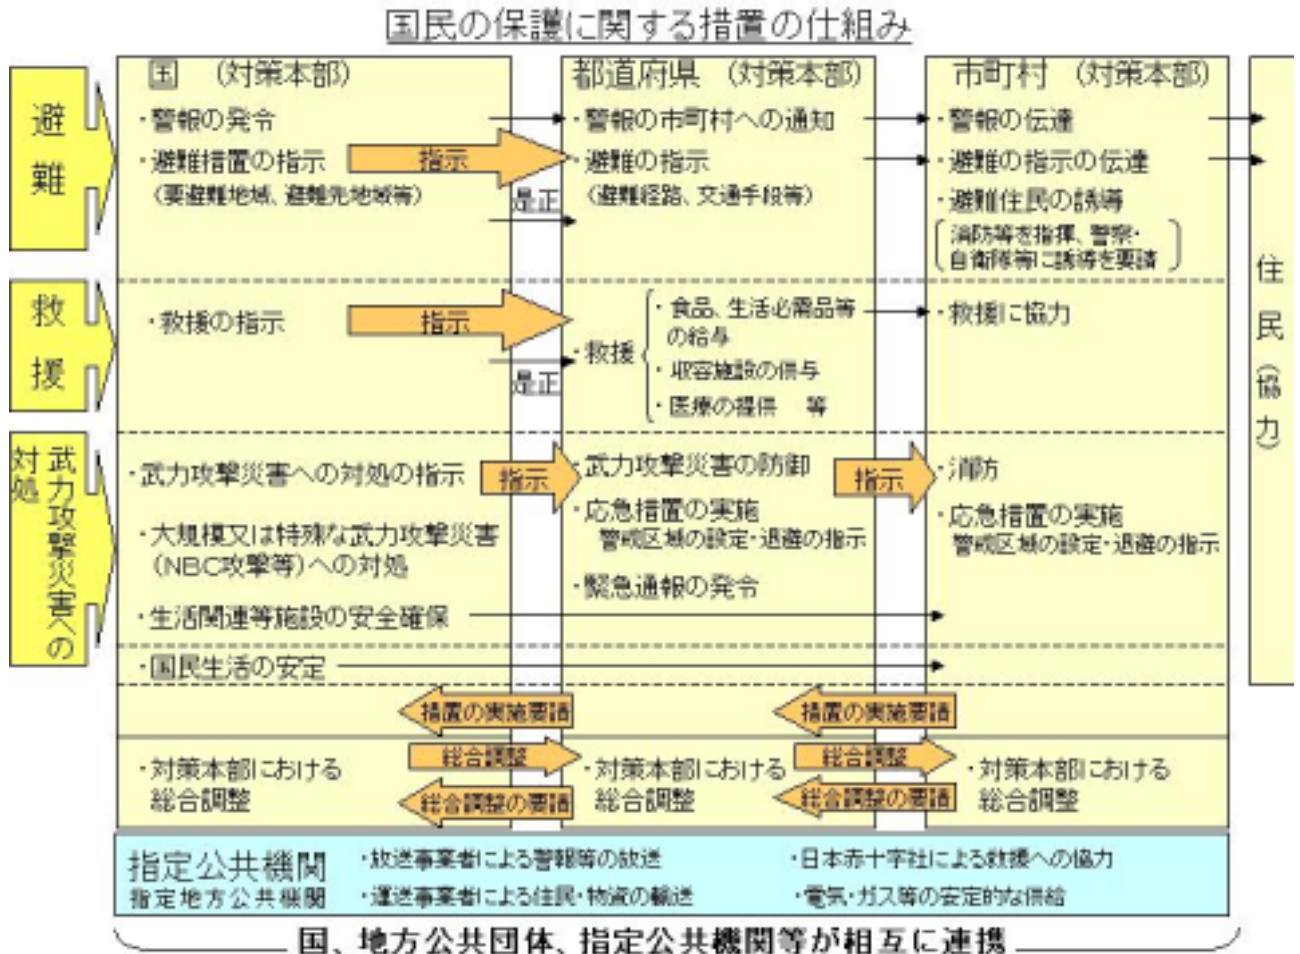 国民の保護に関する措置の仕組み
国　（対策本部）
都道府県　（対策本部）
市町村　（対策本部）
避難
・警報の発令
・避難措置の指示
（要避難地域、避難先地域等）
指示
是正
・警報の市町村への通知
・避難の指示
（避難経路、交通手段等）
・警報の伝達
・避難の指示の伝達
・避難住民の誘導
消防等を指揮、警察・
自衛隊等に誘導を要請
救援
・救援の指示
指示
是正
・救援
・食品、生活必需品等
の給与
・収容施設の供与
・医療の提供　等
・救援に協力
武力攻撃災害への
対処
・武力攻撃災害への対処の指示
・大規模又は特殊な武力攻撃災害
（NBC攻撃等）への対処
・生活関連等施設の安全確保
指示
・武力攻撃災害の防御
・応急措置の実施
警戒区域の設定・退避の指示
・緊急通報の発令
指示
・消防
・応急措置の実施
警戒区域の設定・退避の指示
・国民生活の安定
措置の実施要請
措置の実施要請
・対策本部における
総合調整
総合調整
総合調整の要請
・対策本部における
総合調整
総合調整
総合調整の要請
・対策本部における
総合調整
住民（協力）
指定公共機関
指定地方公共機関
・放送事業者による警報等の放送
・運送事業者による住民・物資の輸送
・日本赤十字社による救援への協力
・電気・ガス等の安定的な供給
国、地方公共団体、指定公共機関等が相互に連携